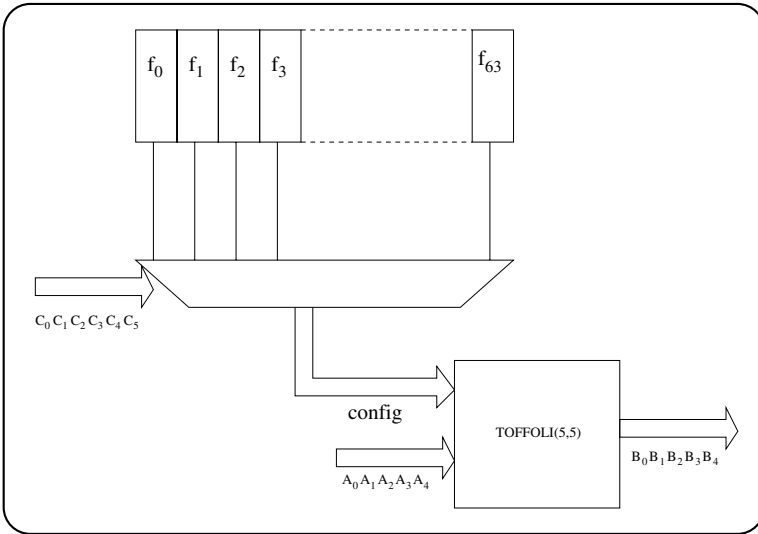 f₀ f₁ f₂ f₃ f₆₃
C₀ C₁ C₂ C₃ C₄ C₅
config
TOFFOLI(5,5)
A₀ A₁ A₂ A₃ A₄
B₀ B₁ B₂ B₃ B₄